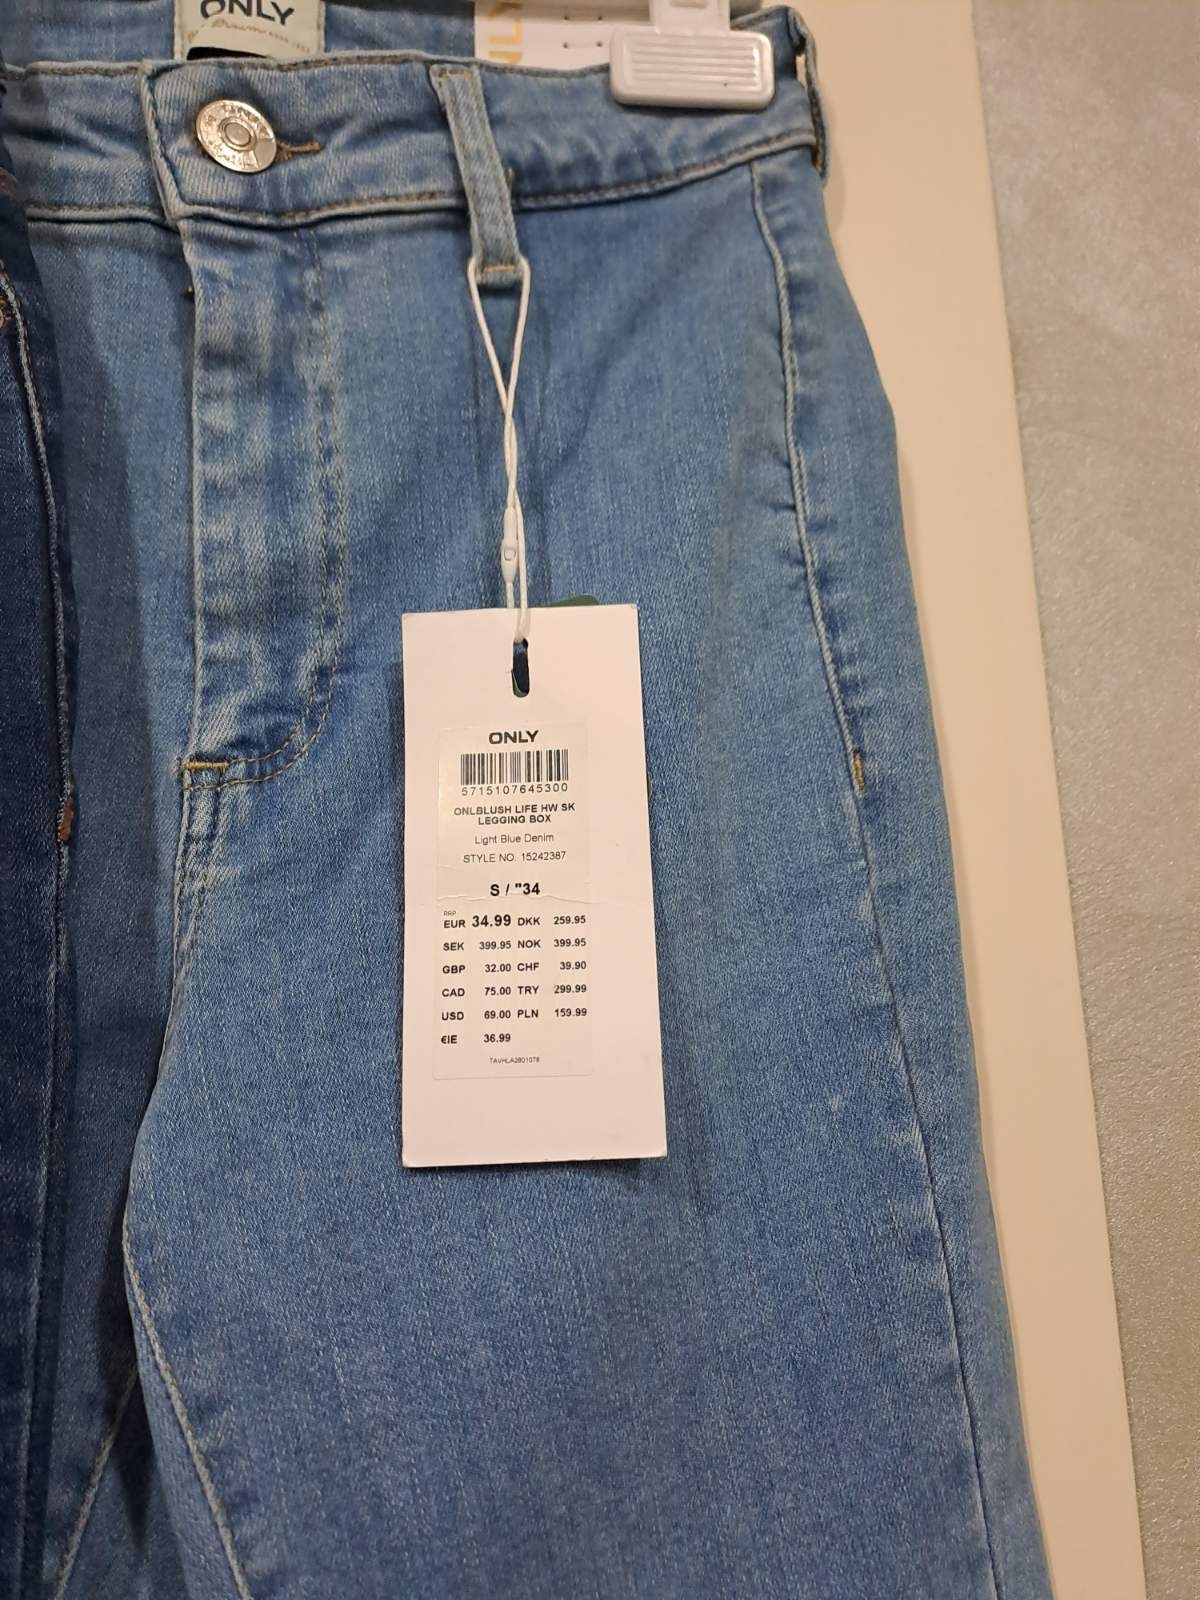 ONLY
ONLY
ONLY
5715107645300
ONLBLUSH LIFE HW SK
LEGGING BOX
Light Blue Denim
STYLE NO. 15242387
S / "34
RRP
EUR 34.99 DKK 259.95
SEK 399.95 NOK 399.95
GBP 32.00 CHF 39.90
CAD 75.00 TRY 299.99
USD 69.00 PLN 159.99
€IE 36.99
TAVHLA2801078